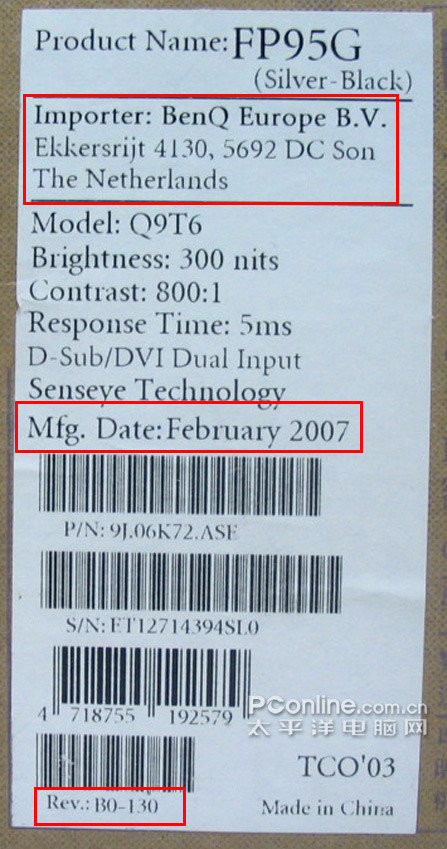 Product Name: FP95G
(Silver-Black)
Importer: BenQ Europe B.V.
Ekkersrijt 4130, 5692 DC Son
The Netherlands
Model: Q9T6
Brightness: 300 nits
Contrast: 800:1
Response Time: 5ms
D-Sub/DVI Dual Input
Senseye Technology
Mfg. Date: February 2007
P/N: 9J.06K72.ASE
S/N: ET12714394SL0
4 718755 192579
PConline.com.cn
太平洋电脑网
TCO'03
Rev.: B0-130
Made in China